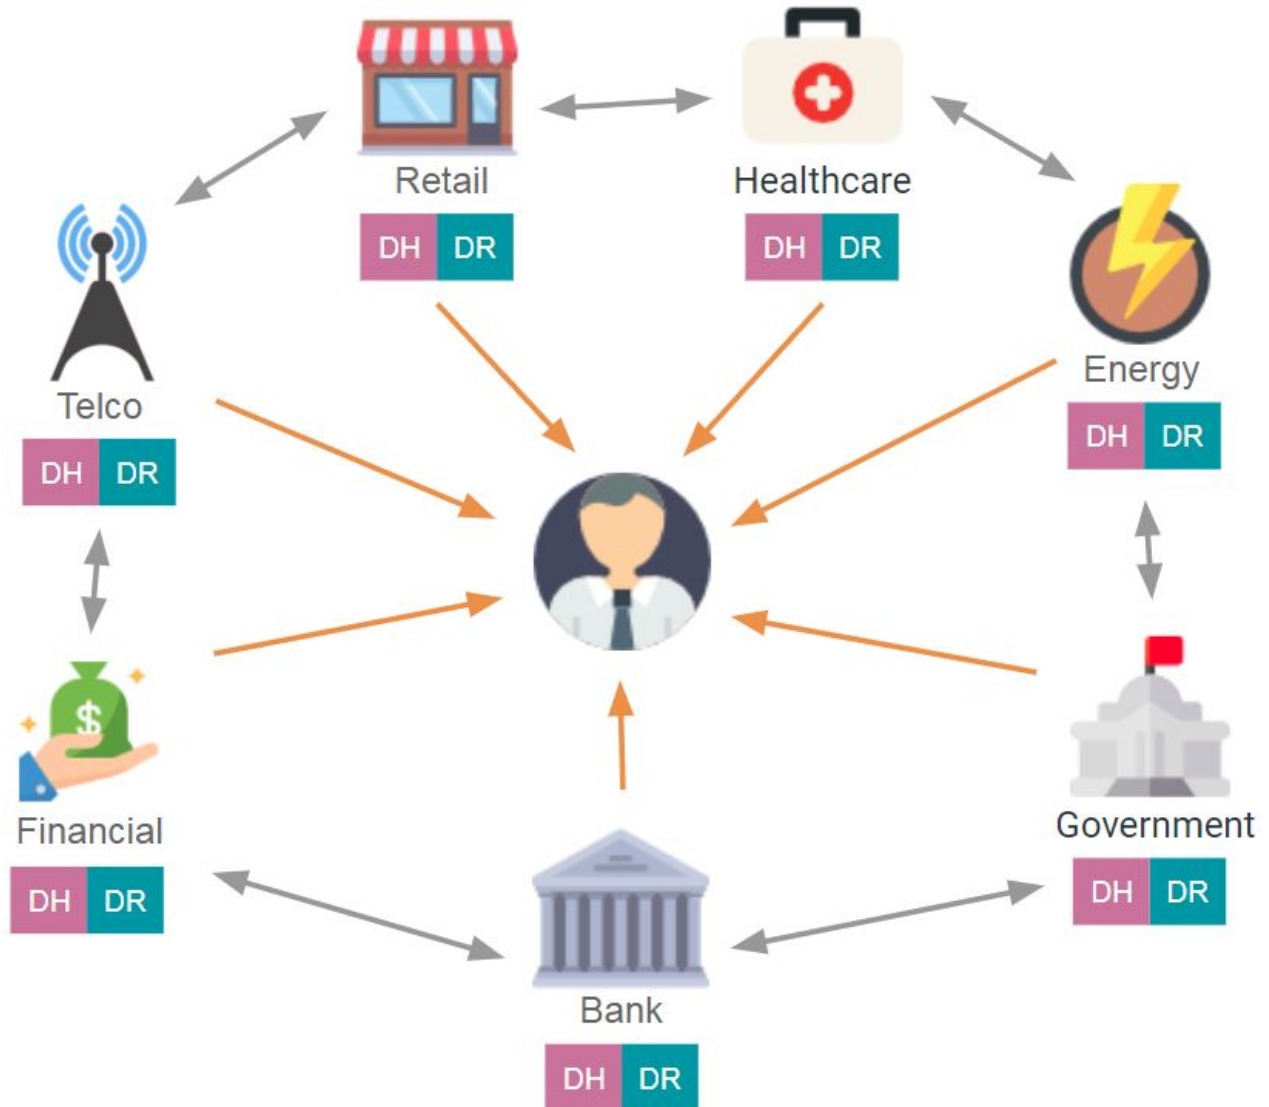 Retail
DH DR
Healthcare
DH DR
Energy
DH DR
Telco
DH DR
$
Financial
DH DR
Government
DH DR
Bank
DH DR